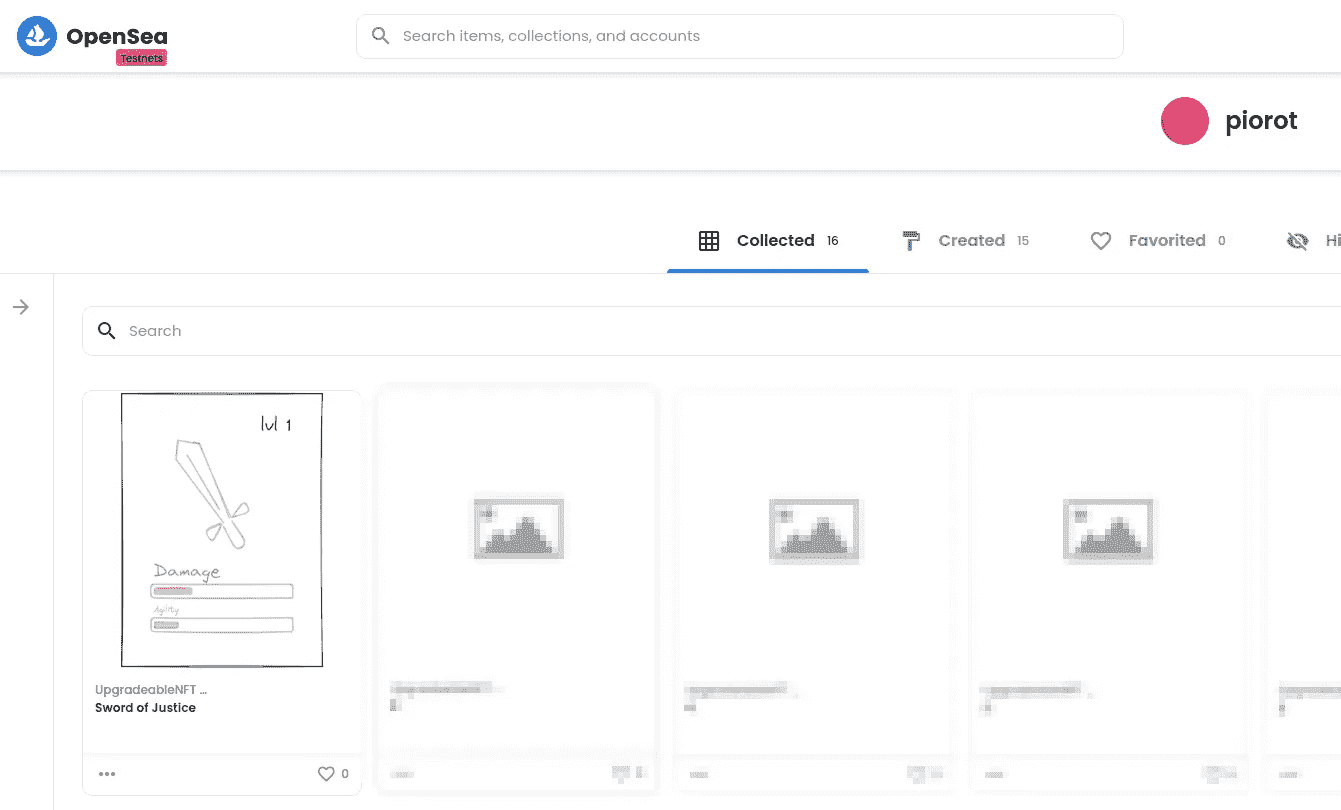 OpenSea
Testnets
Search items, collections, and accounts
piorot
Collected 16
Created 15
Favorited 0
Hi
Search
lvl 1
Damage
Agility
UpgradeableNFT ...
Sword of Justice
0